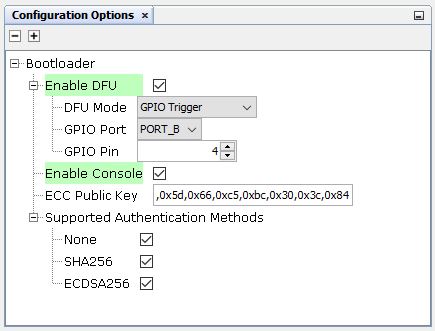 Configuration Options ×
Bootloader
Enable DFU
DFU Mode GPIO Trigger
GPIO Port PORT_B
GPIO Pin 4
Enable Console
ECC Public Key ,0x5d,0x66,0xc5,0xbc,0x30,0x3c,0x84
Supported Authentication Methods
None
SHA256
ECDSA256